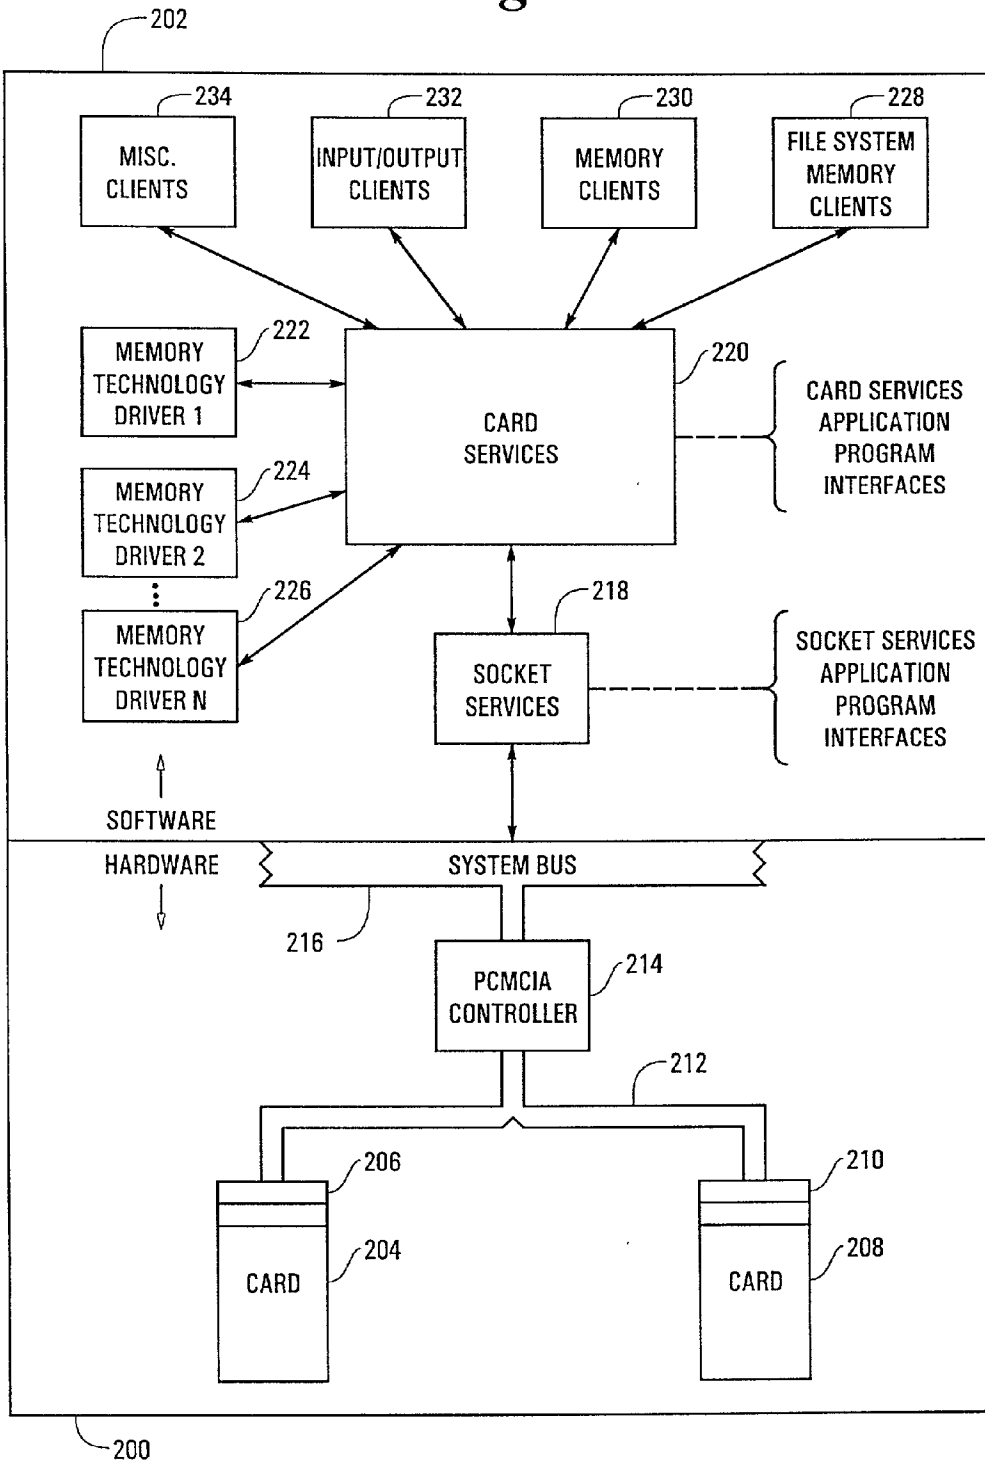 g
202
234
232
230
228
MISC.
CLIENTS
INPUT/OUTPUT
CLIENTS
MEMORY
CLIENTS
FILE SYSTEM
MEMORY
CLIENTS
222
MEMORY
TECHNOLOGY
DRIVER 1
220
CARD
SERVICES
CARD SERVICES
APPLICATION
PROGRAM
INTERFACES
224
MEMORY
TECHNOLOGY
DRIVER 2
226
MEMORY
TECHNOLOGY
DRIVER N
218
SOCKET
SERVICES
SOCKET SERVICES
APPLICATION
PROGRAM
INTERFACES
SOFTWARE
HARDWARE
SYSTEM BUS
216
PCMCIA
CONTROLLER
214
212
206
210
204
CARD
208
CARD
200